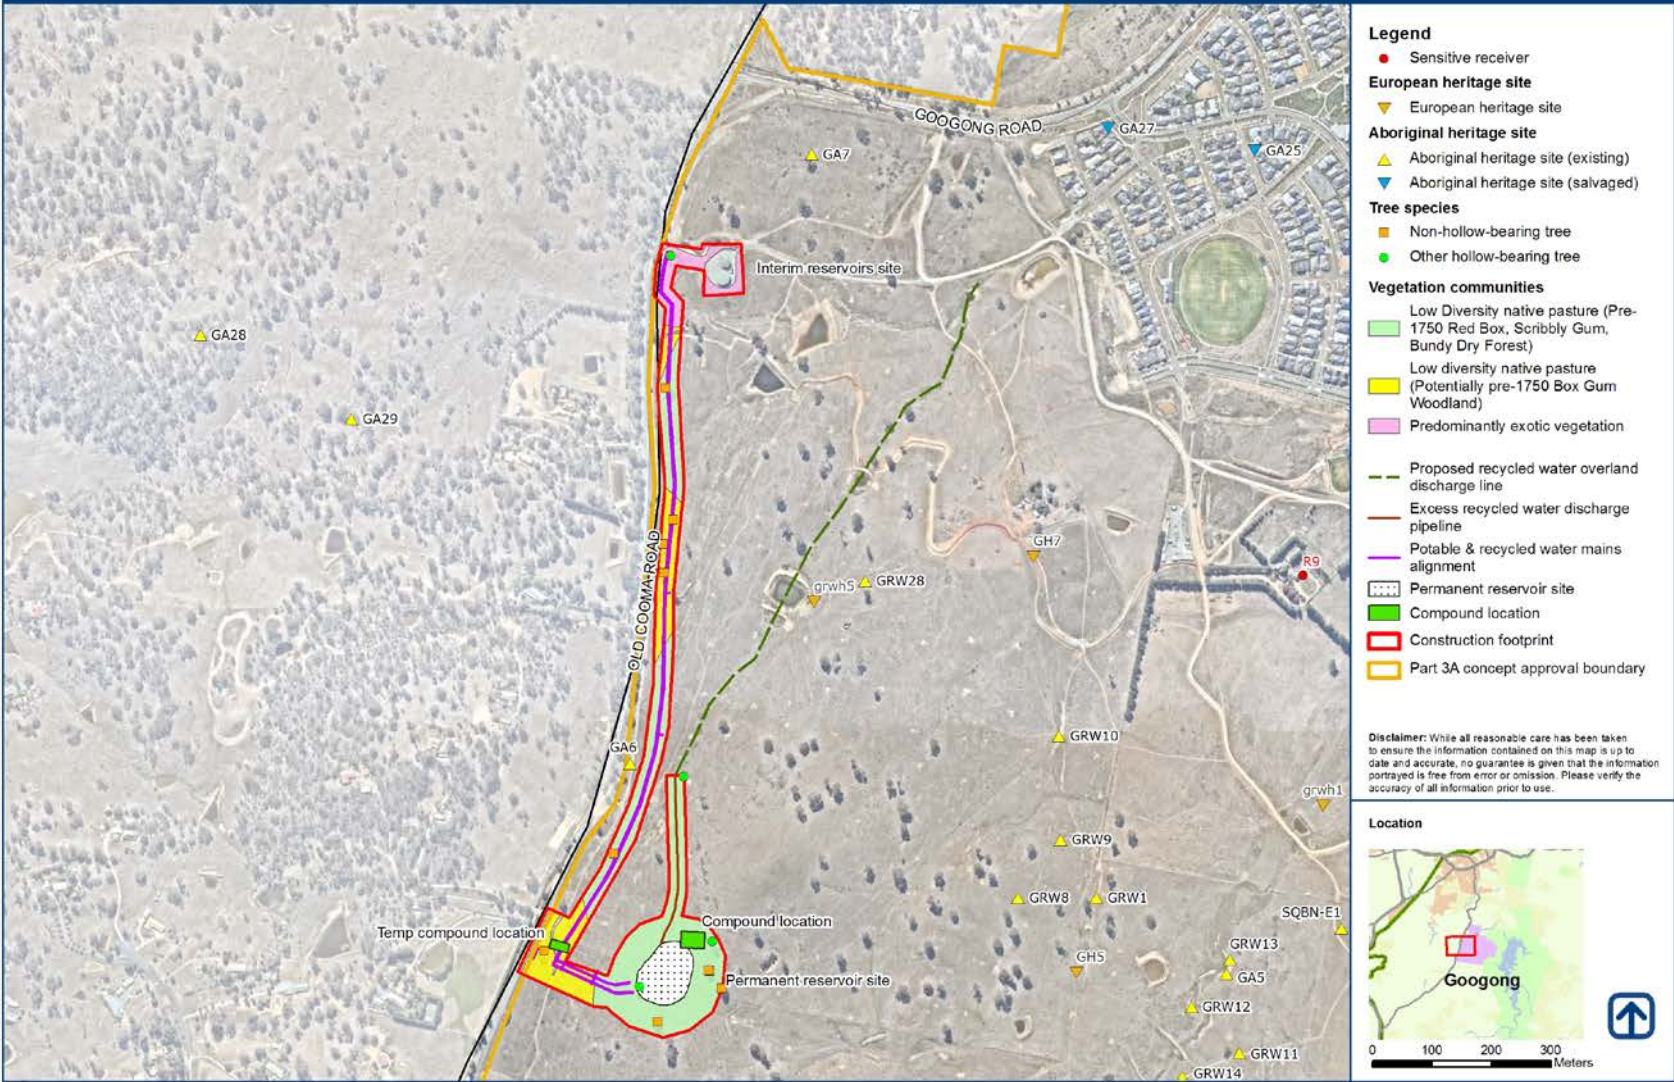 GOOGONG ROAD
GA27
GA25
GA7
Interim reservoirs site
GA28
GA29
OLD COOMA ROAD
GH7
R9
grwh5
GRW28
GRW10
GA6
grwh1
GRW9
GRW8
GRW1
SQBN-E1
Compound location
Temp compound location
GRW13
GH5
GA5
Permanent reservoir site
GRW12
GRW11
GRW14
Legend
Sensitive receiver
European heritage site
European heritage site
Aboriginal heritage site
Aboriginal heritage site (existing)
Aboriginal heritage site (salvaged)
Tree species
Non-hollow-bearing tree
Other hollow-bearing tree
Vegetation communities
Low Diversity native pasture (Pre-
1750 Red Box, Scribbly Gum,
Bundy Dry Forest)
Low diversity native pasture
(Potentially pre-1750 Box Gum
Woodland)
Predominantly exotic vegetation
Proposed recycled water overland
discharge line
Excess recycled water discharge
pipeline
Potable & recycled water mains
alignment
Permanent reservoir site
Compound location
Construction footprint
Part 3A concept approval boundary
Disclaimer: While all reasonable care has been taken
to ensure the information contained on this map is up to
date and accurate, no guarantee is given that the information
portrayed is free from error or omission. Please verify the
accuracy of all information prior to use.
Location
Googong
0 100 200 300
Meters